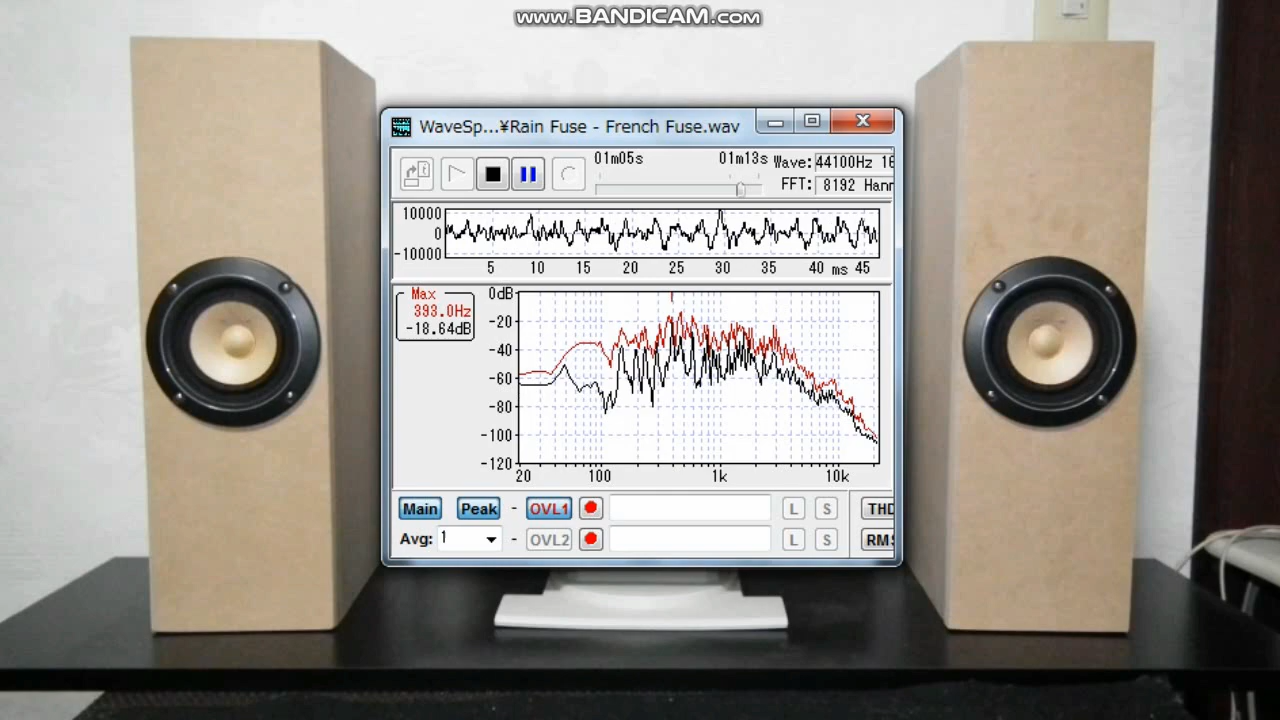 www.BANDICAM.com
WaveSp...¥Rain Fuse - French Fuse.wav
01m05s 01m13s Wave: 44100Hz 16
FFT: 8192 Hann
10000
0
-10000
5 10 15 20 25 30 35 40 ms 45
Max
393.0Hz
-18.64dB
0dB
-20
-40
-60
-80
-100
-120
20 100 1k 10k
Main Peak - OVL1 L S THD
Avg: 1 - OVL2 L S RMS